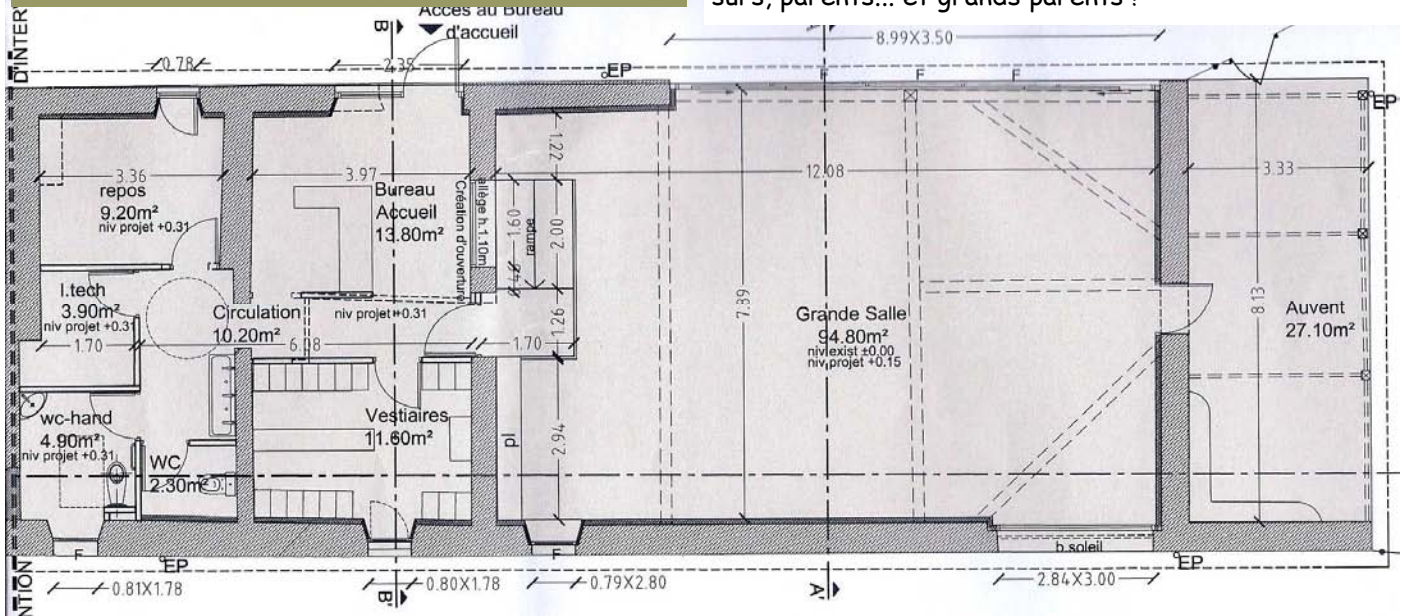 surs, parents... et grands parents !
D'INTER
Accès au Bureau
d'accueil
B
8.99X3.50
0.78
2.35
EP
F
F
F
EP
1.22
3.36
3.97
12.08
3.33
repos
9.20m²
niv projet +0.31
Bureau
Accueil
13.80m²
Création d'ouverture
allège h.1.10m
1.60
rampe
2.00
l.tech
3.90m²
niv projet +0.31
Circulation
10.20m²
niv projet +0.31
1.26
7.89
Grande Salle
94.80m²
niv exist ±0.00
niv projet +0.15
8.13
Auvent
27.10m²
1.70
6.08
1.70
wc-hand
4.90m²
niv projet +0.31
WC
2.30m²
Vestiaires
11.60m²
pl
2.94
F
EP
F
b.soleil
EP
NTION
0.81X1.78
B'
0.80X1.78
0.79X2.80
A'
2.84X3.00